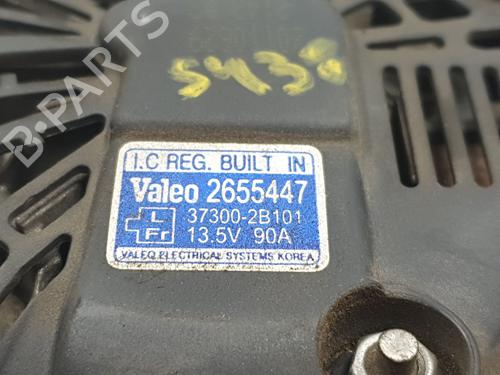 5438
I.C REG. BUILT IN
Valeo 2655447
L 37300-2B101
Fr 13.5V 90A
VALEO ELECTRICAL SYSTEMS KOREA
B-PARTS